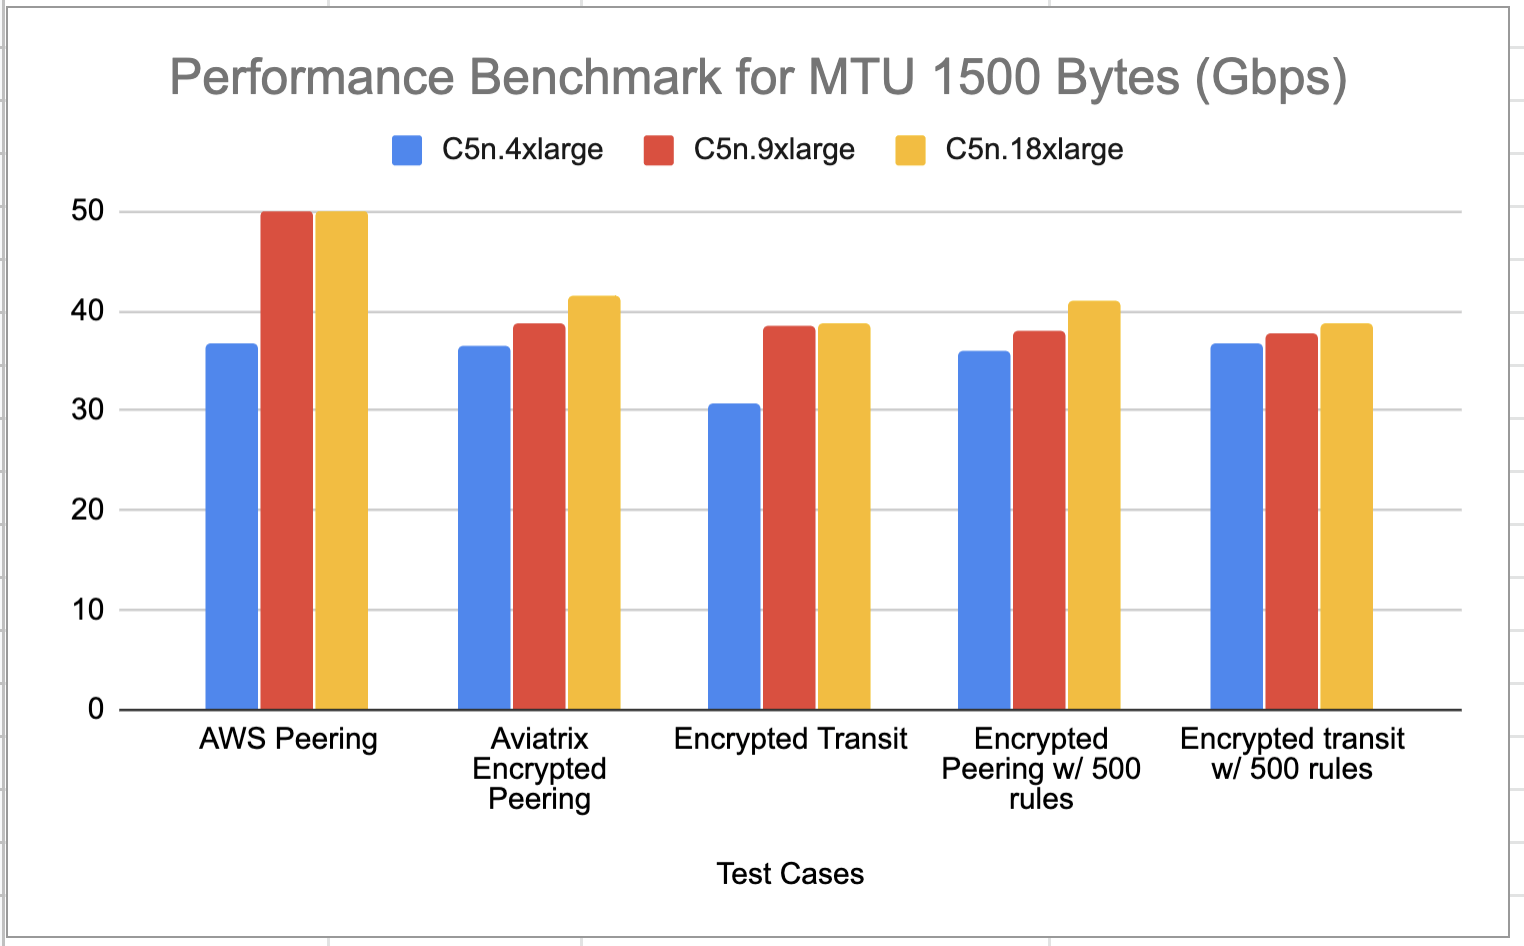 Performance Benchmark for MTU 1500 Bytes (Gbps)
C5n.4xlarge C5n.9xlarge C5n.18xlarge
50
40
30
20
10
0
AWS Peering
Aviatrix
Encrypted
Peering
Encrypted Transit
Encrypted
Peering w/ 500
rules
Encrypted transit
w/ 500 rules
Test Cases